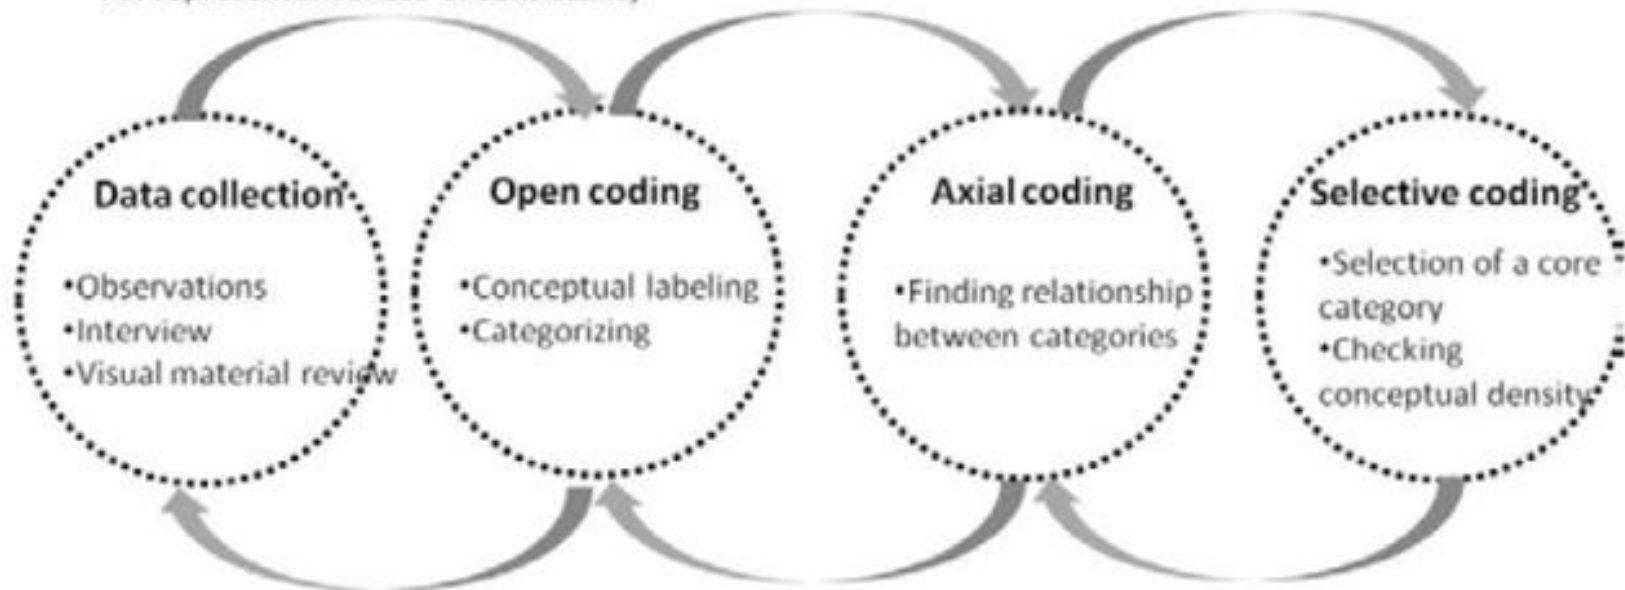 Data collection
•Observations
•Interview
•Visual material review
Open coding
•Conceptual labeling
•Categorizing
Axial coding
•Finding relationship
between categories
Selective coding
•Selection of a core
category
•Checking
conceptual density